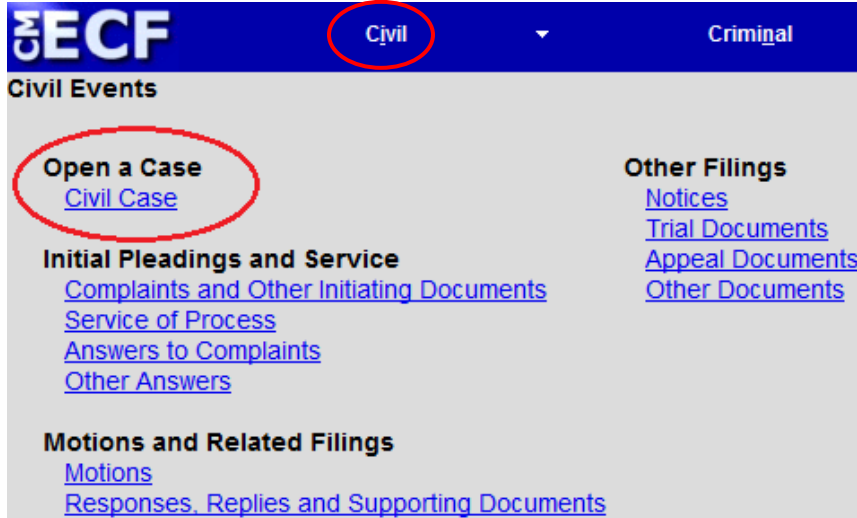 CM ECF Civil Criminal
Civil Events
Open a Case
Civil Case
Initial Pleadings and Service
Complaints and Other Initiating Documents
Service of Process
Answers to Complaints
Other Answers
Motions and Related Filings
Motions
Responses, Replies and Supporting Documents
Other Filings
Notices
Trial Documents
Appeal Documents
Other Documents